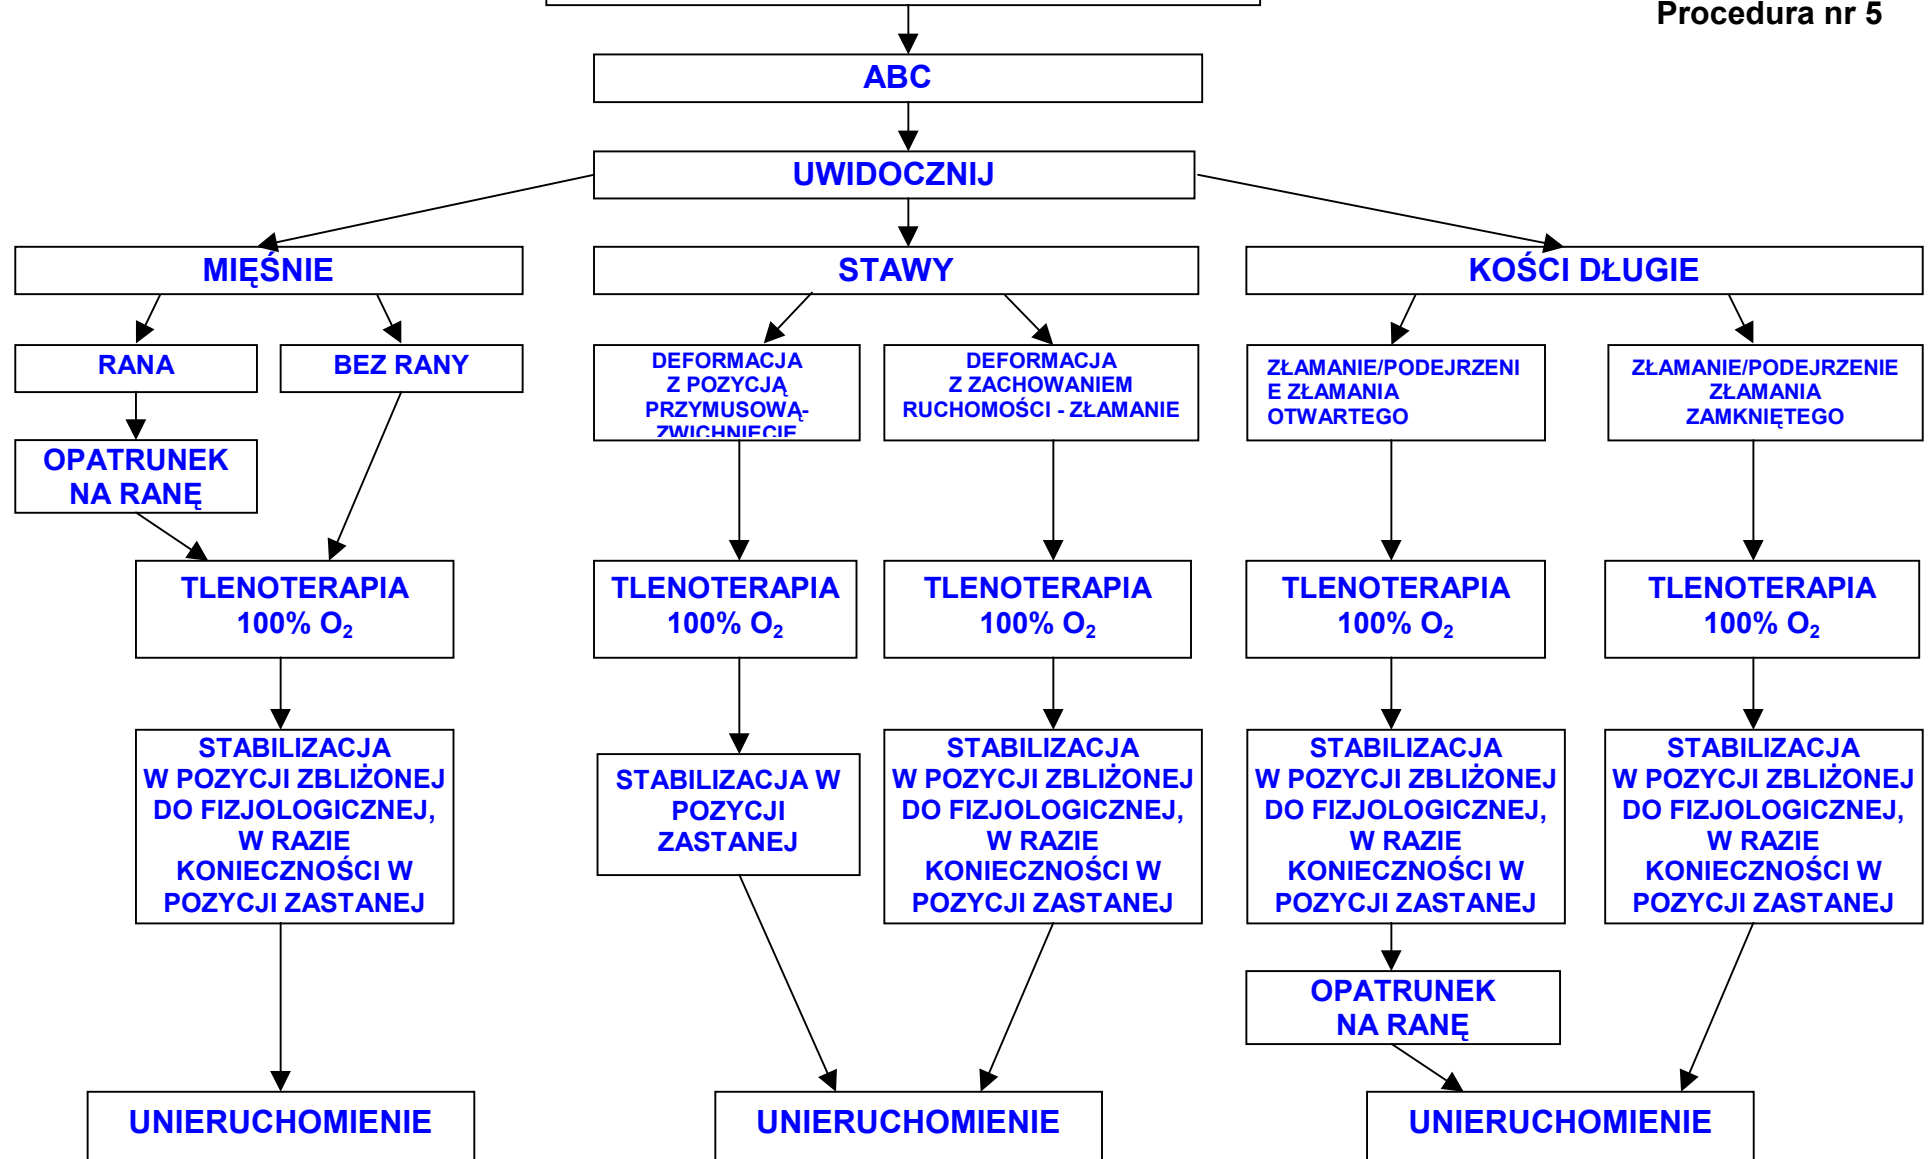 Procedura nr 5
ABC
UWIDOCZNIJ
MIĘŚNIE
STAWY
KOŚCI DŁUGIE
RANA
BEZ RANY
DEFORMACJA
Z POZYCJĄ
PRZYMUSOWĄ-
ZWICHNIĘCIE
DEFORMACJA
Z ZACHOWANIEM
RUCHOMOŚCI - ZŁAMANIE
ZŁAMANIE/PODEJRZENI
E ZŁAMANIA
OTWARTEGO
ZŁAMANIE/PODEJRZENIE
ZŁAMANIA
ZAMKNIĘTEGO
OPATRUNEK
NA RANĘ
TLENOTERAPIA
100% O₂
TLENOTERAPIA
100% O₂
TLENOTERAPIA
100% O₂
TLENOTERAPIA
100% O₂
TLENOTERAPIA
100% O₂
STABILIZACJA
W POZYCJI ZBLIŻONEJ
DO FIZJOLOGICZNEJ,
W RAZIE
KONIECZNOŚCI W
POZYCJI ZASTANEJ
STABILIZACJA W
POZYCJI
ZASTANEJ
STABILIZACJA
W POZYCJI ZBLIŻONEJ
DO FIZJOLOGICZNEJ,
W RAZIE
KONIECZNOŚCI W
POZYCJI ZASTANEJ
STABILIZACJA
W POZYCJI ZBLIŻONEJ
DO FIZJOLOGICZNEJ,
W RAZIE
KONIECZNOŚCI W
POZYCJI ZASTANEJ
STABILIZACJA
W POZYCJI ZBLIŻONEJ
DO FIZJOLOGICZNEJ,
W RAZIE
KONIECZNOŚCI W
POZYCJI ZASTANEJ
OPATRUNEK
NA RANĘ
UNIERUCHOMIENIE
UNIERUCHOMIENIE
UNIERUCHOMIENIE